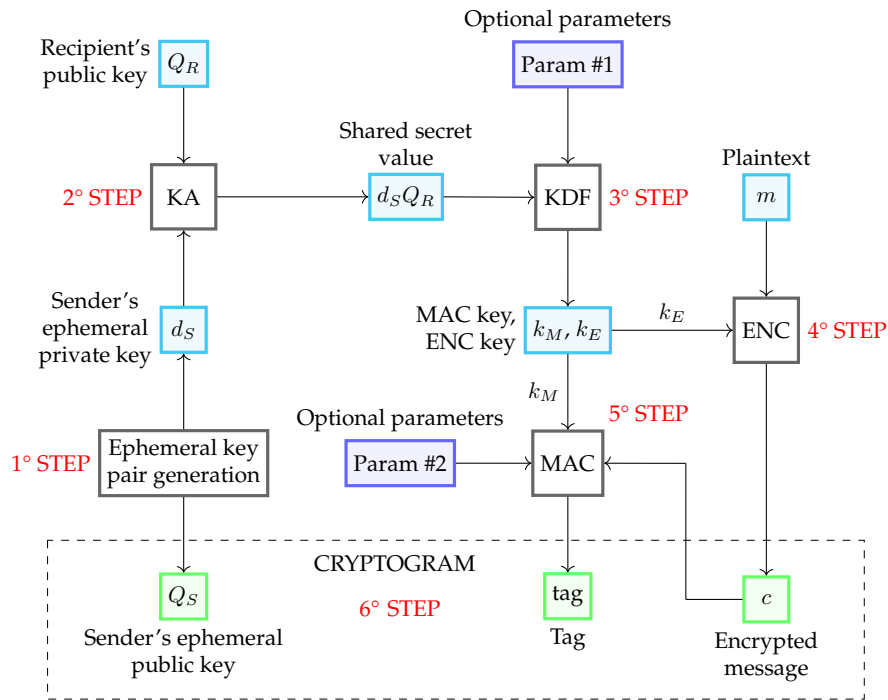 Optional parameters
Recipient's
public key
Q_R
Param #1
Shared secret
value
Plaintext
2° STEP
KA
d_SQ_R
KDF
3° STEP
m
Sender's
ephemeral
private key
d_S
MAC key,
ENC key
k_M, k_E
k_E
ENC
4° STEP
k_M
5° STEP
Optional parameters
1° STEP
Ephemeral key
pair generation
Param #2
MAC
CRYPTOGRAM
6° STEP
Q_S
tag
c
Sender's ephemeral
public key
Tag
Encrypted
message